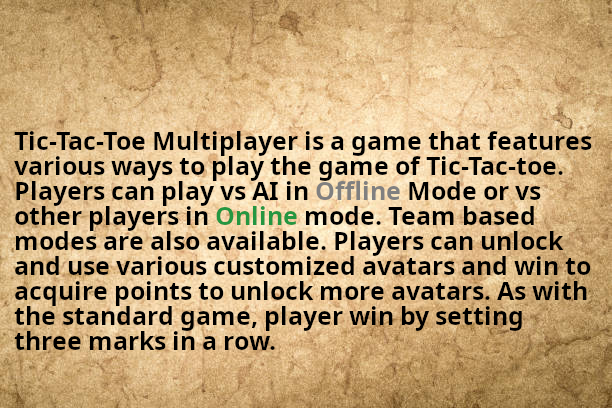 Tic-Tac-Toe Multiplayer is a game that features
various ways to play the game of Tic-Tac-toe.
Players can play vs AI in Offline Mode or vs
other players in Online mode. Team based
modes are also available. Players can unlock
and use various customized avatars and win to
acquire points to unlock more avatars. As with
the standard game, player win by setting
three marks in a row.